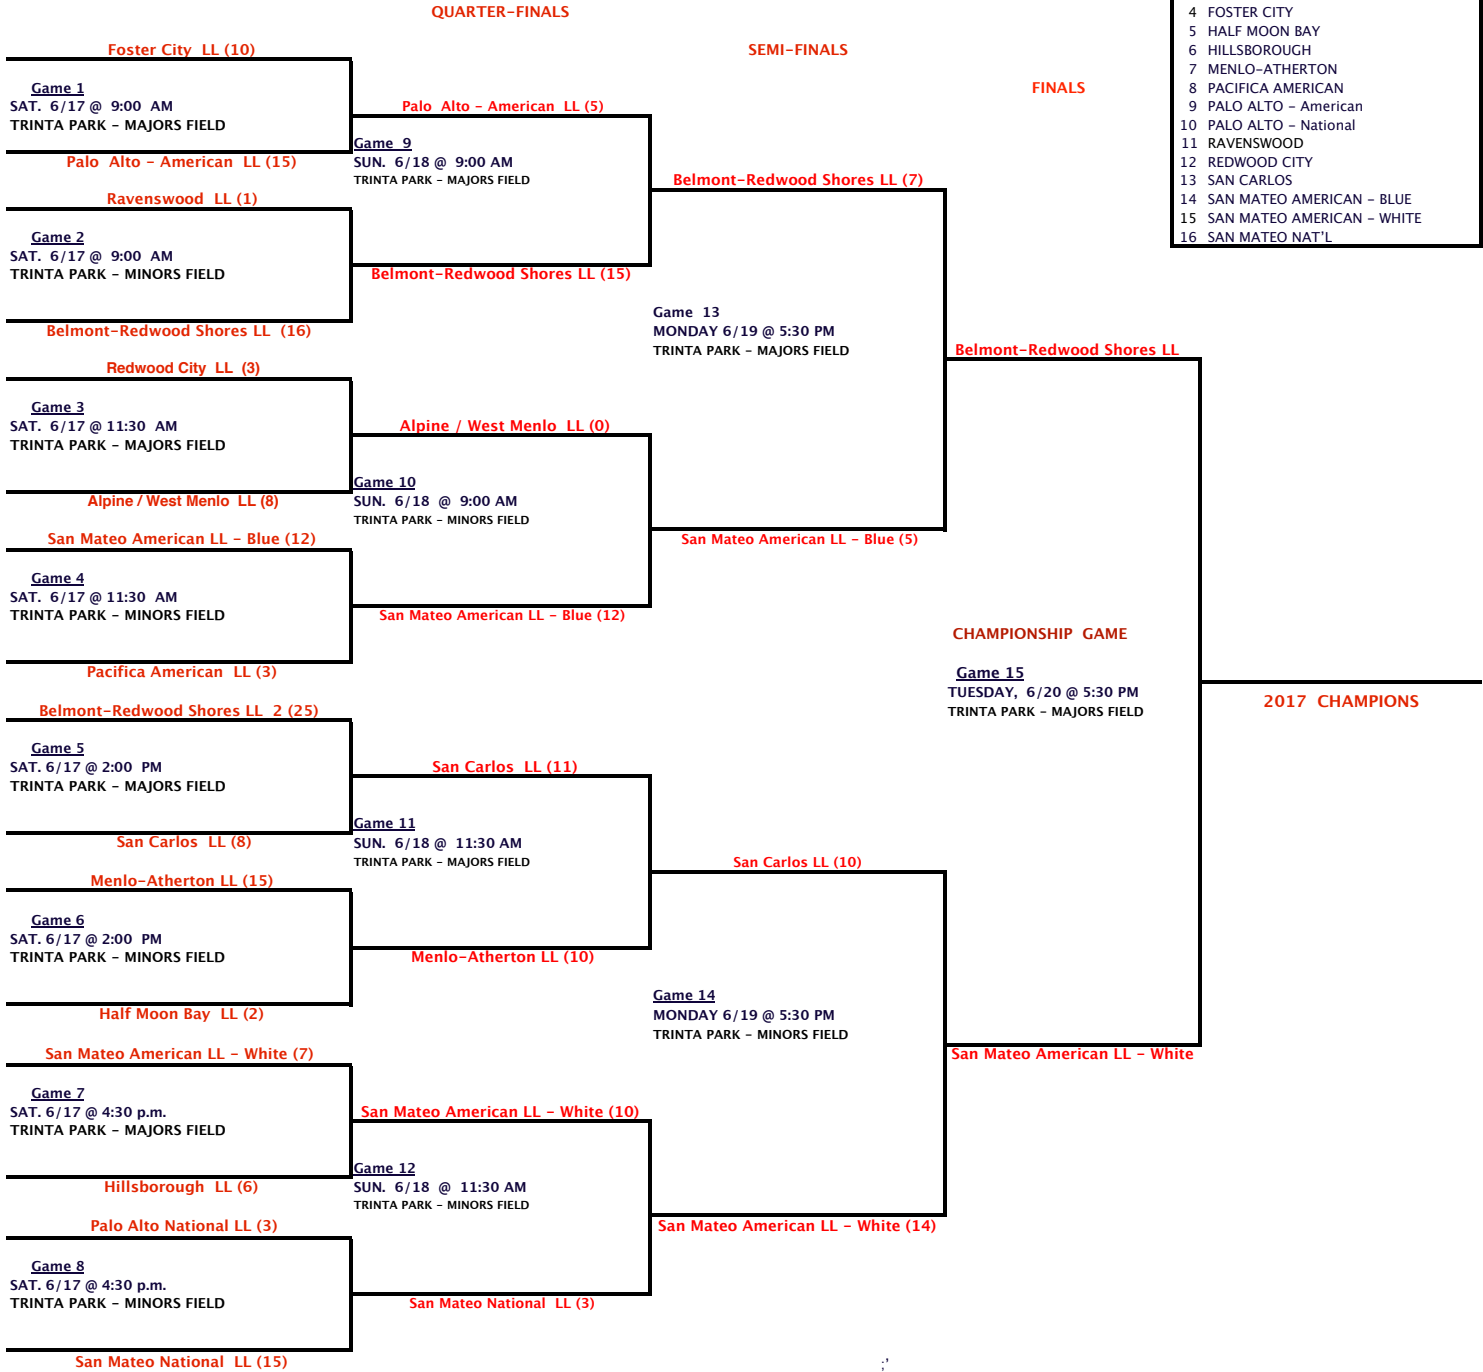 QUARTER-FINALS
SEMI-FINALS
FINALS
4 FOSTER CITY
5 HALF MOON BAY
6 HILLSBOROUGH
7 MENLO-ATHERTON
8 PACIFICA AMERICAN
9 PALO ALTO - American
10 PALO ALTO - National
11 RAVENSWOOD
12 REDWOOD CITY
13 SAN CARLOS
14 SAN MATEO AMERICAN - BLUE
15 SAN MATEO AMERICAN - WHITE
16 SAN MATEO NAT'L
Foster City LL (10)
Game 1
SAT. 6/17 @ 9:00 AM
TRINTA PARK - MAJORS FIELD
Palo Alto - American LL (15)
Ravenswood LL (1)
Game 2
SAT. 6/17 @ 9:00 AM
TRINTA PARK - MINORS FIELD
Belmont-Redwood Shores LL (16)
Redwood City LL (3)
Game 3
SAT. 6/17 @ 11:30 AM
TRINTA PARK - MAJORS FIELD
Alpine / West Menlo LL (8)
San Mateo American LL - Blue (12)
Game 4
SAT. 6/17 @ 11:30 AM
TRINTA PARK - MINORS FIELD
Pacifica American LL (3)
Belmont-Redwood Shores LL 2 (25)
Game 5
SAT. 6/17 @ 2:00 PM
TRINTA PARK - MAJORS FIELD
San Carlos LL (8)
Menlo-Atherton LL (15)
Game 6
SAT. 6/17 @ 2:00 PM
TRINTA PARK - MINORS FIELD
Half Moon Bay LL (2)
San Mateo American LL - White (7)
Game 7
SAT. 6/17 @ 4:30 p.m.
TRINTA PARK - MAJORS FIELD
Hillsborough LL (6)
Palo Alto National LL (3)
Game 8
SAT. 6/17 @ 4:30 p.m.
TRINTA PARK - MINORS FIELD
San Mateo National LL (15)
Palo Alto - American LL (5)
Game 9
SUN. 6/18 @ 9:00 AM
TRINTA PARK - MAJORS FIELD
Belmont-Redwood Shores LL (15)
Alpine / West Menlo LL (0)
Game 10
SUN. 6/18 @ 9:00 AM
TRINTA PARK - MINORS FIELD
San Mateo American LL - Blue (12)
San Carlos LL (11)
Game 11
SUN. 6/18 @ 11:30 AM
TRINTA PARK - MAJORS FIELD
Menlo-Atherton LL (10)
San Mateo American LL - White (10)
Game 12
SUN. 6/18 @ 11:30 AM
TRINTA PARK - MINORS FIELD
San Mateo National LL (3)
Belmont-Redwood Shores LL (7)
Game 13
MONDAY 6/19 @ 5:30 PM
TRINTA PARK - MAJORS FIELD
San Mateo American LL - Blue (5)
San Carlos LL (10)
Game 14
MONDAY 6/19 @ 5:30 PM
TRINTA PARK - MINORS FIELD
San Mateo American LL - White (14)
Belmont-Redwood Shores LL
CHAMPIONSHIP GAME
Game 15
TUESDAY, 6/20 @ 5:30 PM
TRINTA PARK - MAJORS FIELD
San Mateo American LL - White
2017 CHAMPIONS
;'